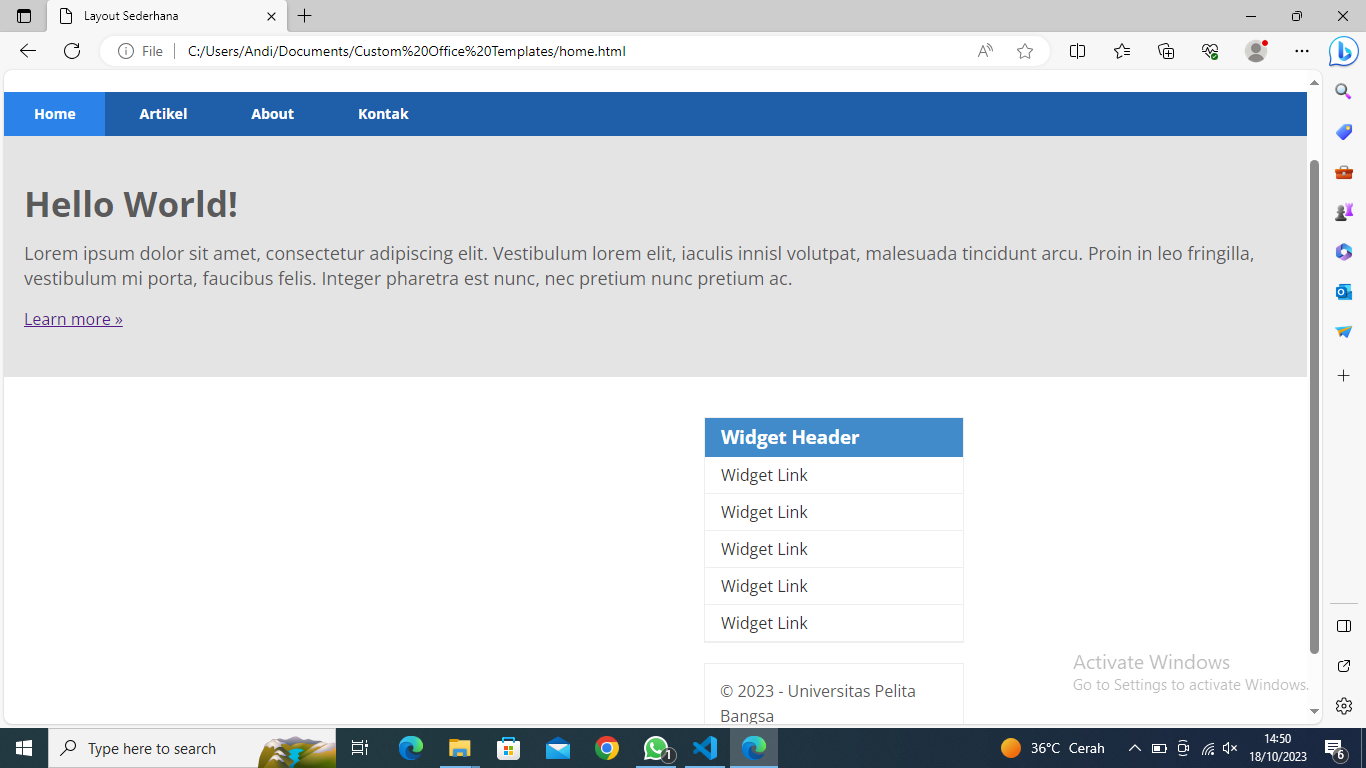 Layout Sederhana
File
C:/Users/Andi/Documents/Custom%20Office%20Templates/home.html
Home Artikel About Kontak
Hello World!
Lorem ipsum dolor sit amet, consectetur adipiscing elit. Vestibulum lorem elit, iaculis innisl volutpat, malesuada tincidunt arcu. Proin in leo fringilla,
vestibulum mi porta, faucibus felis. Integer pharetra est nunc, nec pretium nunc pretium ac.
Learn more »
Widget Header
Widget Link
Widget Link
Widget Link
Widget Link
Widget Link
© 2023 - Universitas Pelita
Bangsa
Activate Windows
Go to Settings to activate Windows.
Type here to search
1
36°C Cerah
14:50
18/10/2023
6